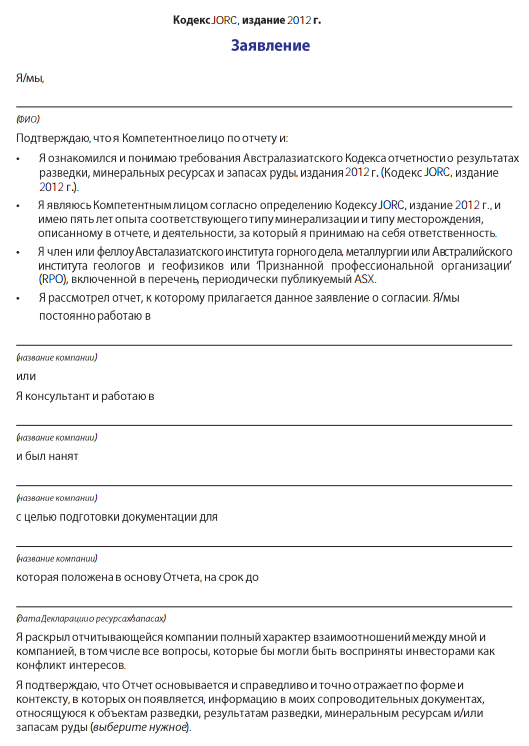 Кодекс JORC, издание 2012 г.
Заявление
Я/мы,
(ФИО)
Подтверждаю, что я Компетентное лицо по отчету и:
• Я ознакомился и понимаю требования Австралазиатского Кодекса отчетности о результатах
разведки, минеральных ресурсах и запасах руды, издания 2012 г. (Кодекс JORC, издание
2012 г.).
• Я являюсь Компетентным лицом согласно определению Кодексу JORC, издание 2012 г., и
имею пять лет опыта соответствующего типу минерализации и типу месторождения,
описанному в отчете, и деятельности, за который я принимаю на себя ответственность.
• Я член или феллоу Австалазиатского института горного дела, металлургии или Австралийского
института геологов и геофизиков или ‘Признанной профессиональной организации’
(RPO), включенной в перечень, периодически публикуемый ASX.
• Я рассмотрел отчет, к которому прилагается данное заявление о согласии. Я/мы
постоянно работаю в
(название компании)
или
Я консультант и работаю в
(название компании)
и был нанят
(название компании)
с целью подготовки документации для
(название компании)
которая положена в основу Отчета, на срок до
(Дата Декларации о ресурсах/запасах)
Я раскрыл отчитывающейся компании полный характер взаимоотношений между мной и
компанией, в том числе все вопросы, которые бы могли быть восприняты инвесторами как
конфликт интересов.
Я подтверждаю, что Отчет основывается и справедливо и точно отражает по форме и
контексту, в которых он появляется, информацию в моих сопроводительных документах,
относящуюся к объектам разведки, результатам разведки, минеральным ресурсам и/или
запасам руды (выберите нужное).